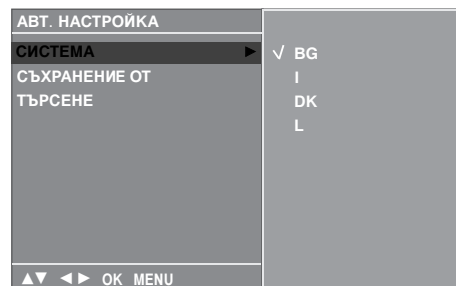 АВТ. НАСТРОЙКА
СИСТЕМА ►
СЪХРАНЕНИЕ ОТ
ТЪРСЕНЕ
√ BG
I
DK
L
▲▼ ◄► OK MENU